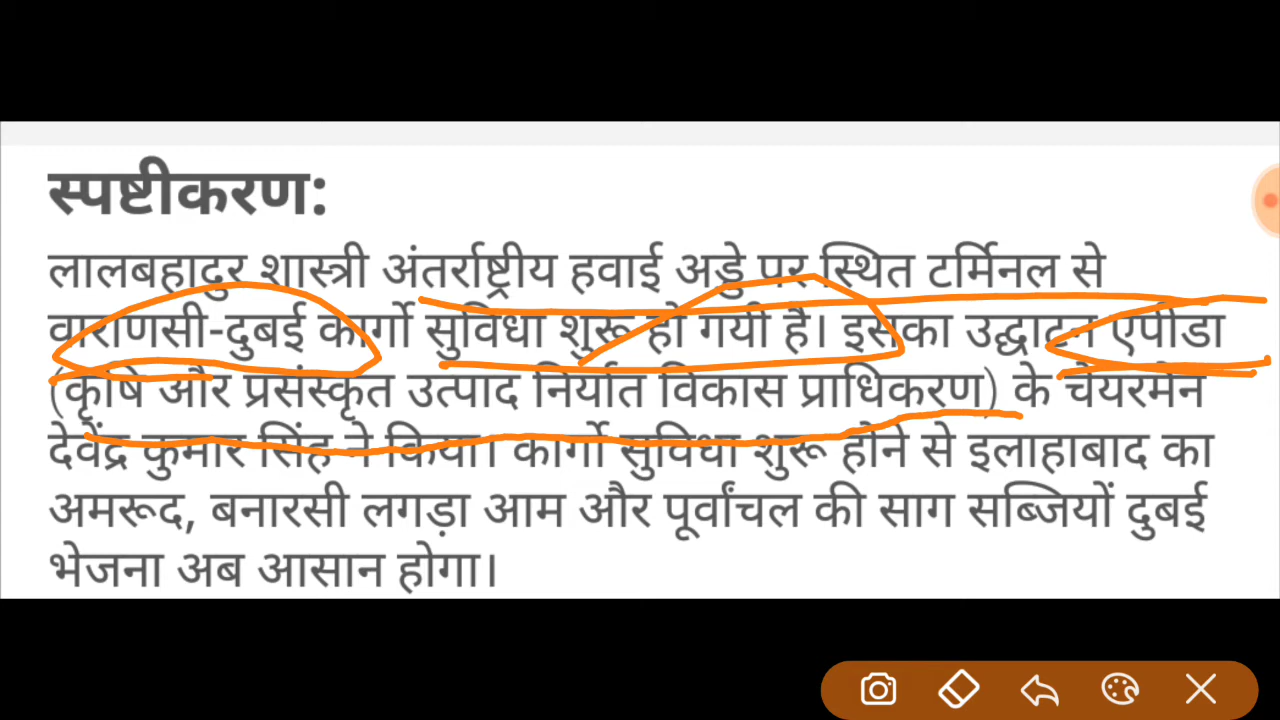 स्पष्टीकरण:
लालबहादुर शास्त्री अंतर्राष्ट्रीय हवाई अड्डे पर स्थित टर्मिनल से
वाराणसी-दुबई कार्गो सुविधा शुरू हो गयी है। इसका उद्घाटन एपीडा
(कृषि और प्रसंस्कृत उत्पाद निर्यात विकास प्राधिकरण) के चेयरमेन
देवेंद्र कुमार सिंह ने किया। कार्गो सुविधा शुरू होने से इलाहाबाद का
अमरूद, बनारसी लगड़ा आम और पूर्वांचल की साग सब्जियों दुबई
भेजना अब आसान होगा।